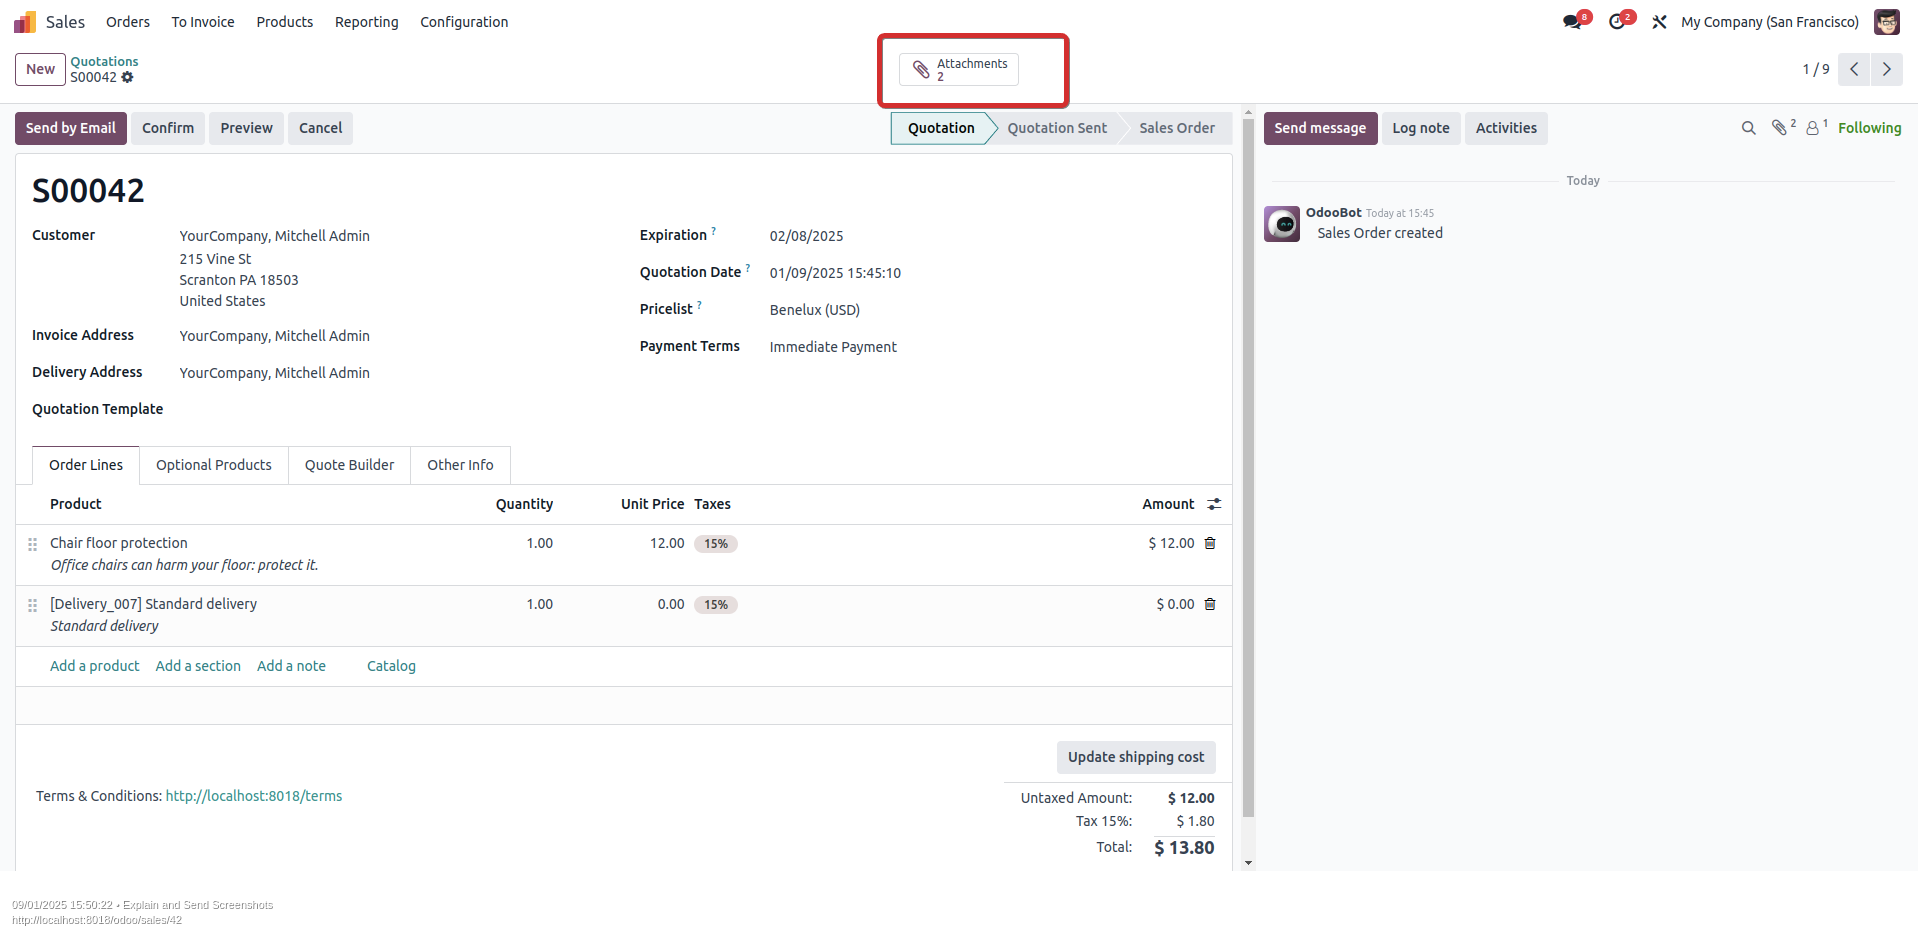 Sales Orders To Invoice Products Reporting Configuration 8 2 My Company (San Francisco)
New Quotations
S00042
Attachments
2
1 / 9
Send by Email Confirm Preview Cancel Quotation Quotation Sent Sales Order
Send message Log note Activities 2 1 Following
S00042
Customer YourCompany, Mitchell Admin
215 Vine St
Scranton PA 18503
United States
Invoice Address YourCompany, Mitchell Admin
Delivery Address YourCompany, Mitchell Admin
Quotation Template
Expiration ? 02/08/2025
Quotation Date ? 01/09/2025 15:45:10
Pricelist ? Benelux (USD)
Payment Terms Immediate Payment
Order Lines Optional Products Quote Builder Other Info
Product Quantity Unit Price Taxes Amount
Chair floor protection 1.00 12.00 15% $ 12.00
Office chairs can harm your floor: protect it.
[Delivery_007] Standard delivery 1.00 0.00 15% $ 0.00
Standard delivery
Add a product Add a section Add a note Catalog
Update shipping cost
Terms & Conditions: http://localhost:8018/terms
Untaxed Amount: $ 12.00
Tax 15%: $ 1.80
Total: $ 13.80
Today
OdooBot Today at 15:45
Sales Order created
09/01/2025 15:50:22 • Explain and Send Screenshots
http://localhost:8018/odoo/sales/42